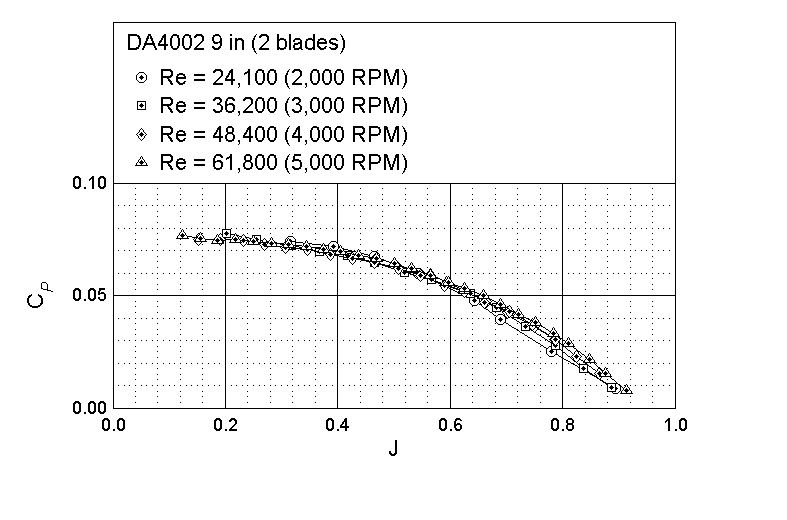 DA4002 9 in (2 blades)
Re = 24,100 (2,000 RPM)
Re = 36,200 (3,000 RPM)
Re = 48,400 (4,000 RPM)
Re = 61,800 (5,000 RPM)
0.10
0.05
0.00
CP
0.0 0.2 0.4 0.6 0.8 1.0
J